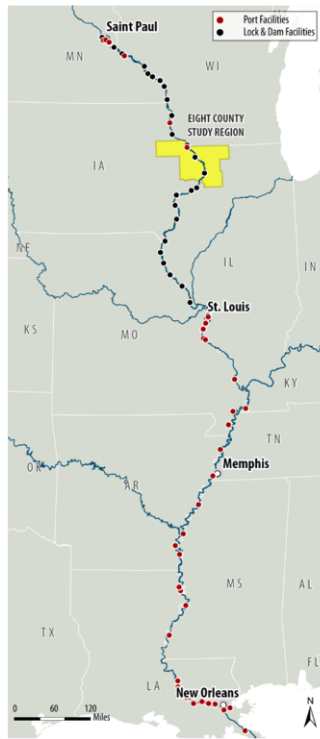 Saint Paul
Port Facilities
Lock & Dam Facilities
MN
WI
EIGHT COUNTY
STUDY REGION
IA
NE
IL
IN
St. Louis
KS
MO
KY
TN
OK
Memphis
AR
MS
AL
TX
LA
FL
New Orleans
0 60 120
Miles
N